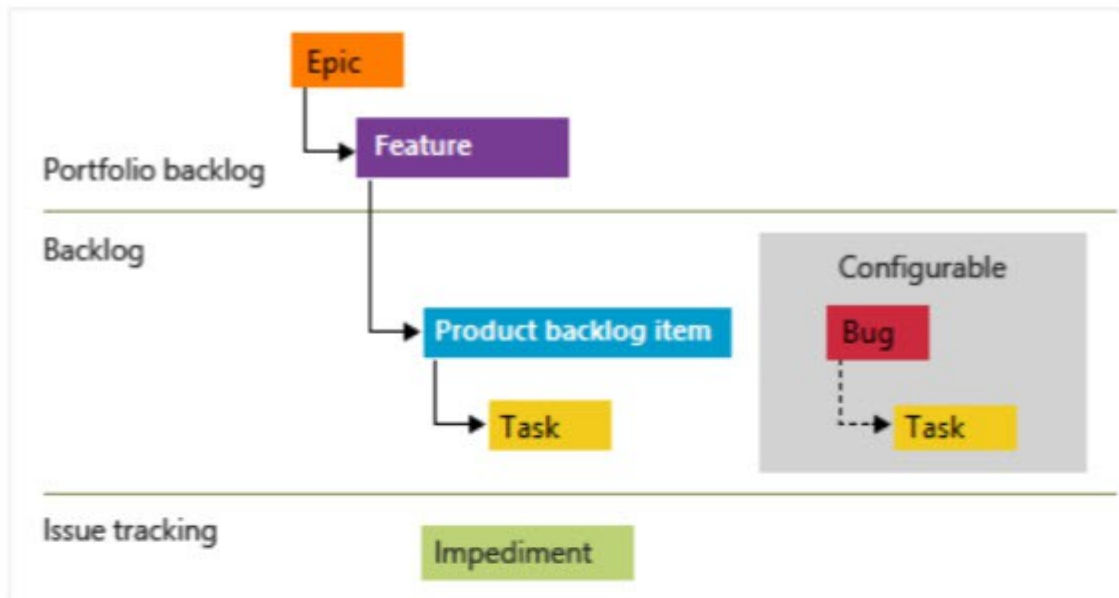 Epic
Feature
Portfolio backlog
Backlog
Configurable
Product backlog item
Bug
Task
Task
Issue tracking
Impediment